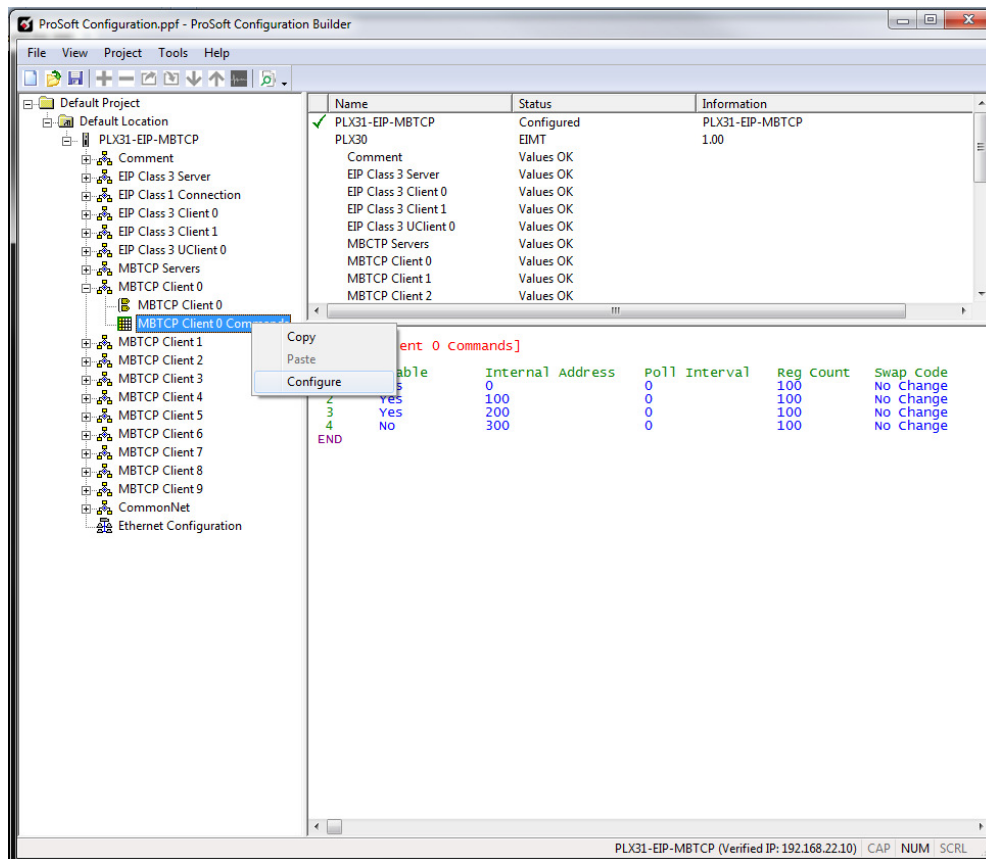 ProSoft Configuration.ppf - ProSoft Configuration Builder
File View Project Tools Help
Default Project
Default Location
PLX31-EIP-MBTCP
Comment
EIP Class 3 Server
EIP Class 1 Connection
EIP Class 3 Client 0
EIP Class 3 Client 1
EIP Class 3 UClient 0
MBTCP Servers
MBTCP Client 0
MBTCP Client 0
MBTCP Client 0
MBTCP Client 1
MBTCP Client 2
MBTCP Client 3
MBTCP Client 4
MBTCP Client 5
MBTCP Client 6
MBTCP Client 7
MBTCP Client 8
MBTCP Client 9
CommonNet
Ethernet Configuration
Copy
Paste
Configure
Name Status Information
PLX31-EIP-MBTCP Configured PLX31-EIP-MBTCP
PLX30 EIMT 1.00
Comment Values OK
EIP Class 3 Server Values OK
EIP Class 3 Client 0 Values OK
EIP Class 3 Client 1 Values OK
EIP Class 3 UClient 0 Values OK
MBCTP Servers Values OK
MBTCP Client 0 Values OK
MBTCP Client 1 Values OK
MBTCP Client 2 Values OK
0 Commands]
Internal Address Poll Interval Reg Count Swap Code
0 0 100 No Change
2 Yes 100 0 100 No Change
3 Yes 200 0 100 No Change
4 No 300 0 100 No Change
END
PLX31-EIP-MBTCP (Verified IP: 192.168.22.10) CAP NUM SCRL